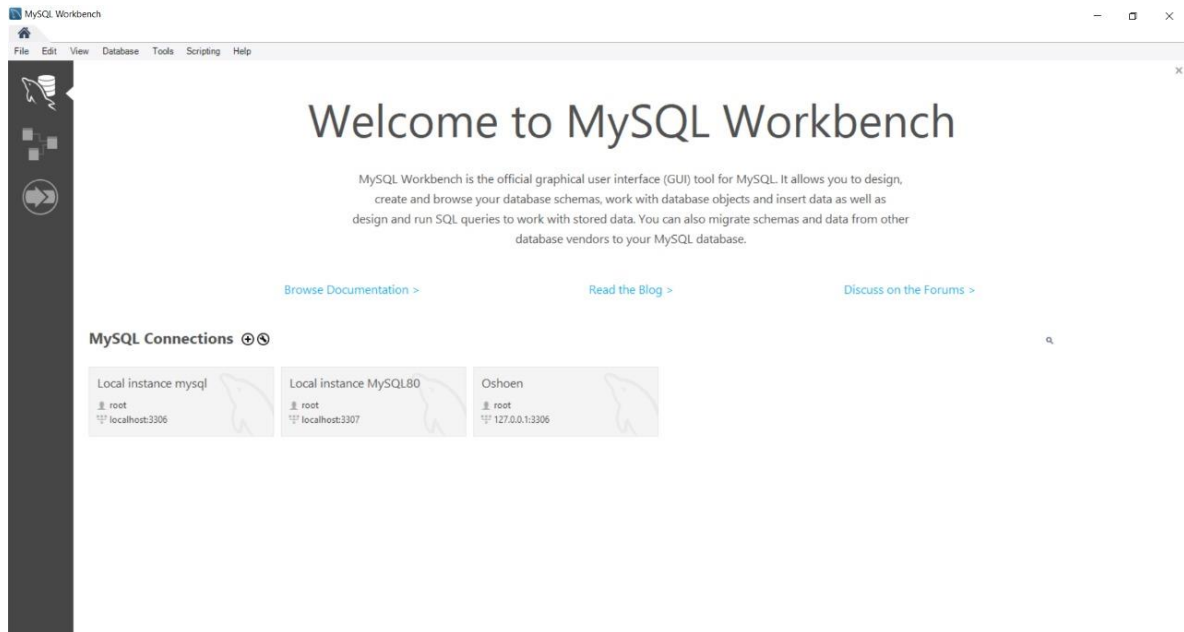 MySQL Workbench
File Edit View Database Tools Scripting Help
Welcome to MySQL Workbench
MySQL Workbench is the official graphical user interface (GUI) tool for MySQL. It allows you to design,
create and browse your database schemas, work with database objects and insert data as well as
design and run SQL queries to work with stored data. You can also migrate schemas and data from other
database vendors to your MySQL database.
Browse Documentation > Read the Blog > Discuss on the Forums >
MySQL Connections
Local instance mysql
root
localhost:3306
Local instance MySQL80
root
localhost:3307
Oshoen
root
127.0.0.1:3306